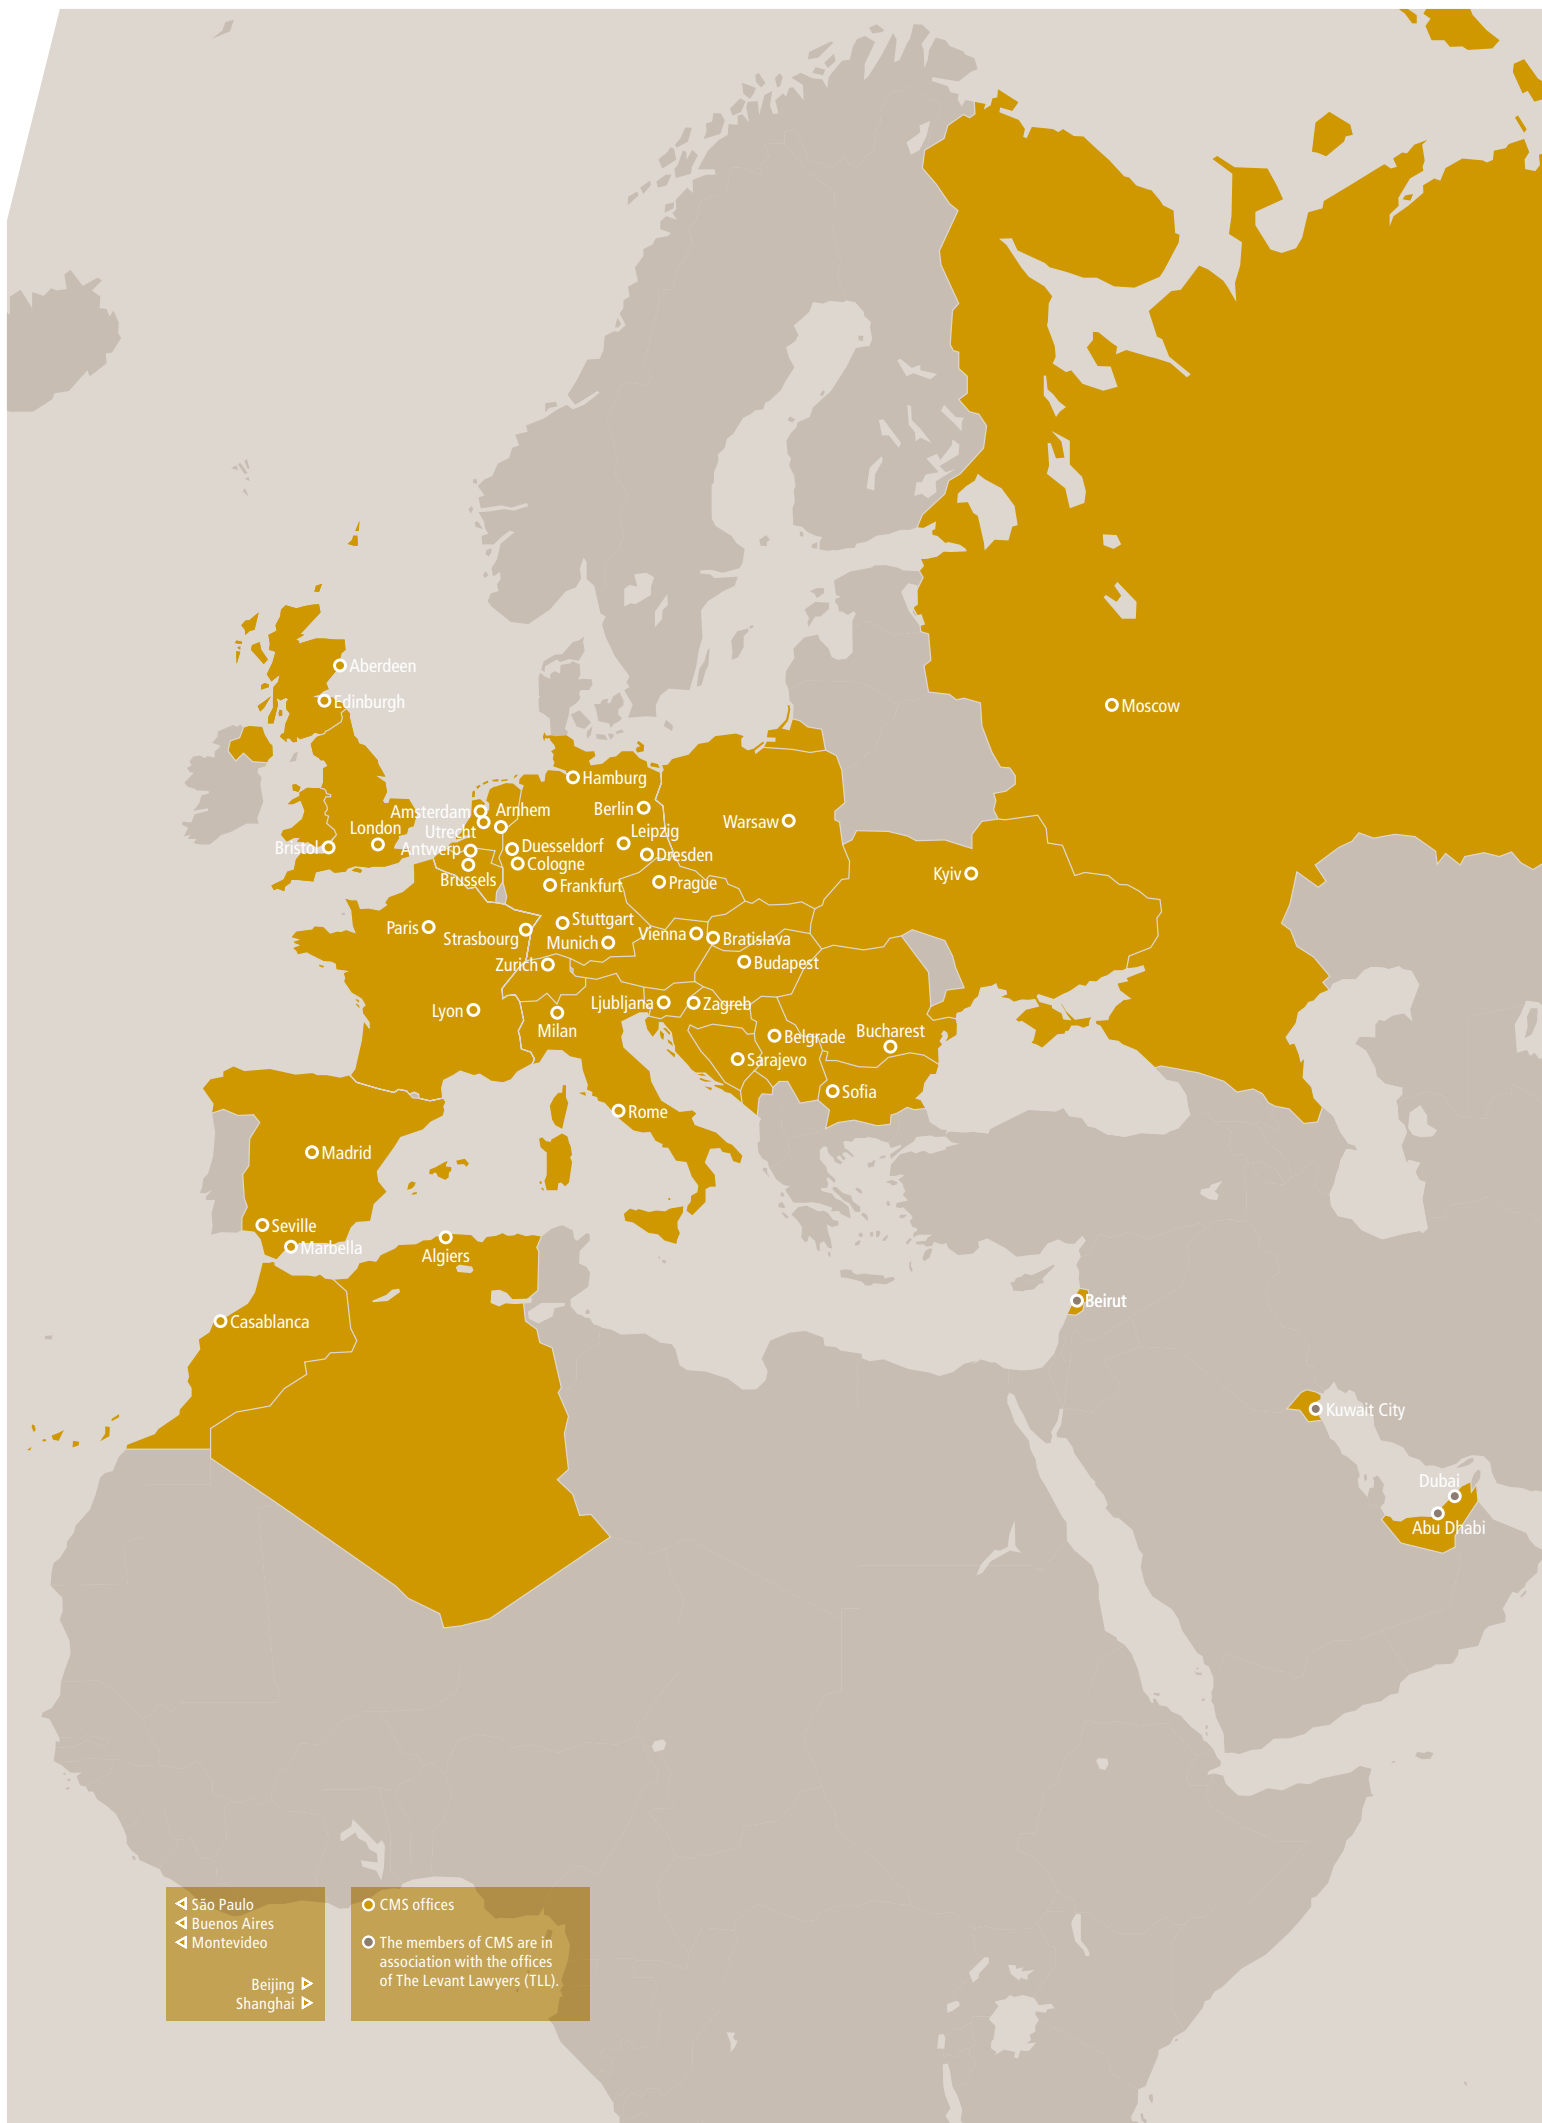 Aberdeen
Edinburgh
Moscow
Hamburg
Amsterdam
Arnhem
Berlin
Utrecht
London
Leipzig
Warsaw
Bristol
Antwerp
Duesseldorf
Dresden
Cologne
Brussels
Frankfurt
Prague
Kyiv
Paris
Stuttgart
Strasbourg
Munich
Vienna
Bratislava
Zurich
Budapest
Lyon
Ljubljana
Zagreb
Milan
Belgrade
Bucharest
Sarajevo
Sofia
Rome
Madrid
Seville
Marbella
Algiers
Beirut
Casablanca
Kuwait City
Dubai
Abu Dhabi
São Paulo
Buenos Aires
Montevideo
Beijing
Shanghai
CMS offices
The members of CMS are in
association with the offices
of The Levant Lawyers (TLL).